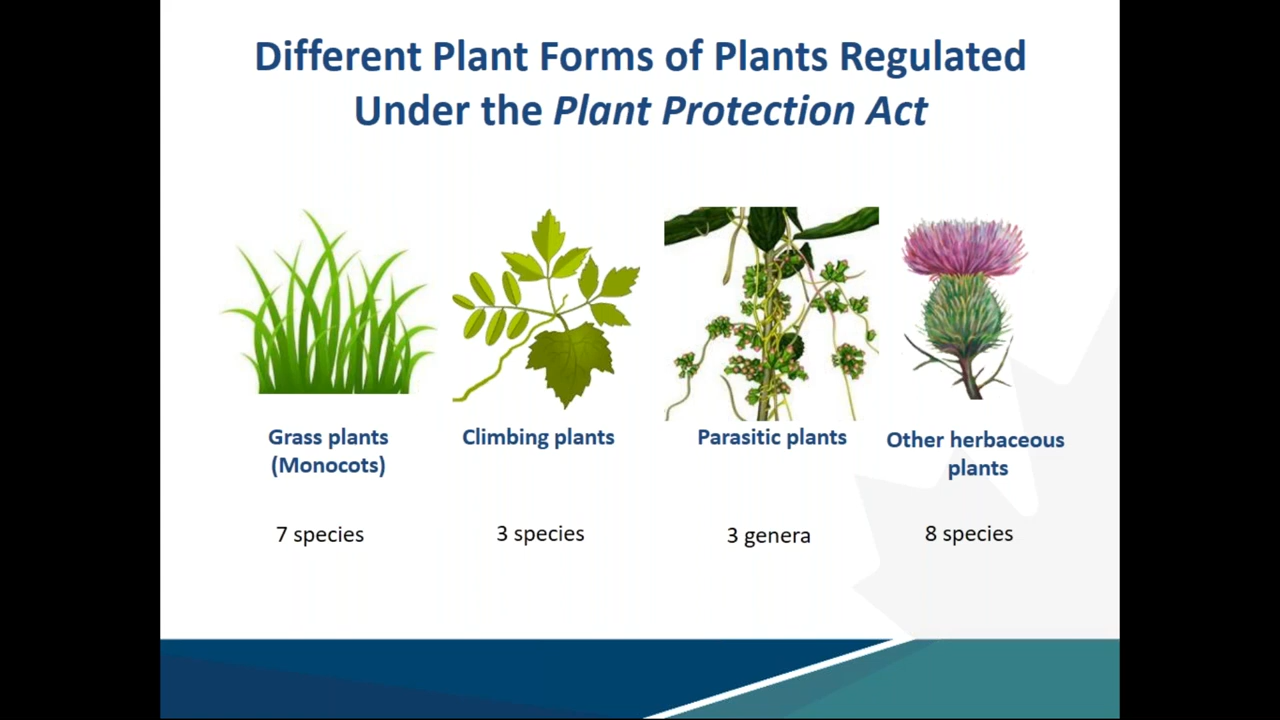 Different Plant Forms of Plants Regulated
Under the Plant Protection Act
Grass plants
(Monocots)
Climbing plants
Parasitic plants
Other herbaceous
plants
7 species
3 species
3 genera
8 species